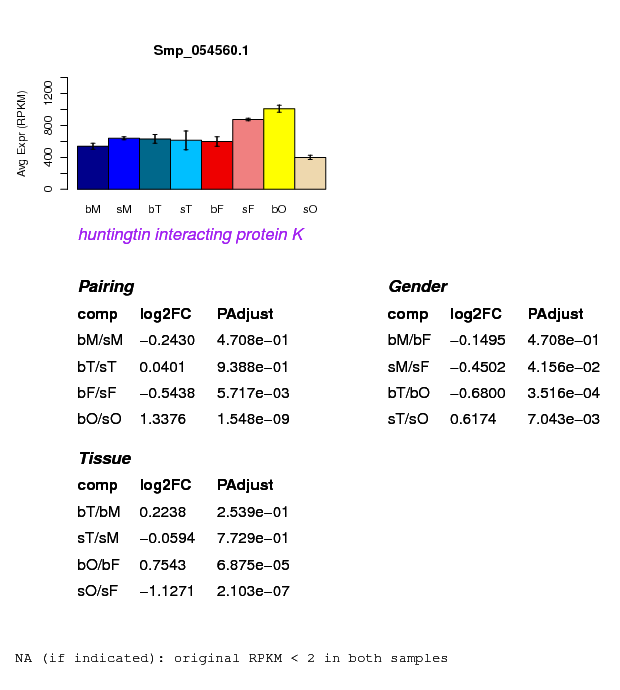 Smp_054560.1
Avg Expr (RPKM)
0 400 800 1200
bM sM bT sT bF sF bO sO
huntingtin interacting protein K
Pairing
comp log2FC PAdjust
bM/sM −0.2430 4.708e−01
bT/sT 0.0401 9.388e−01
bF/sF −0.5438 5.717e−03
bO/sO 1.3376 1.548e−09
Gender
comp log2FC PAdjust
bM/bF −0.1495 4.708e−01
sM/sF −0.4502 4.156e−02
bT/bO −0.6800 3.516e−04
sT/sO 0.6174 7.043e−03
Tissue
comp log2FC PAdjust
bT/bM 0.2238 2.539e−01
sT/sM −0.0594 7.729e−01
bO/bF 0.7543 6.875e−05
sO/sF −1.1271 2.103e−07
NA (if indicated): original RPKM < 2 in both samples